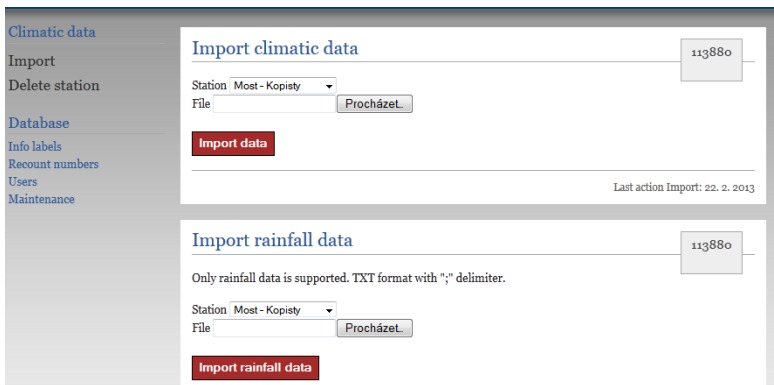 Climatic data
Import
Delete station
Database
Info labels
Recount numbers
Users
Maintenance
Import climatic data
113880
Station Most - Kopisty
File Procházet..
Import data
Last action Import: 22. 2. 2013
Import rainfall data
113880
Only rainfall data is supported. TXT format with ";" delimiter.
Station Most - Kopisty
File Procházet..
Import rainfall data